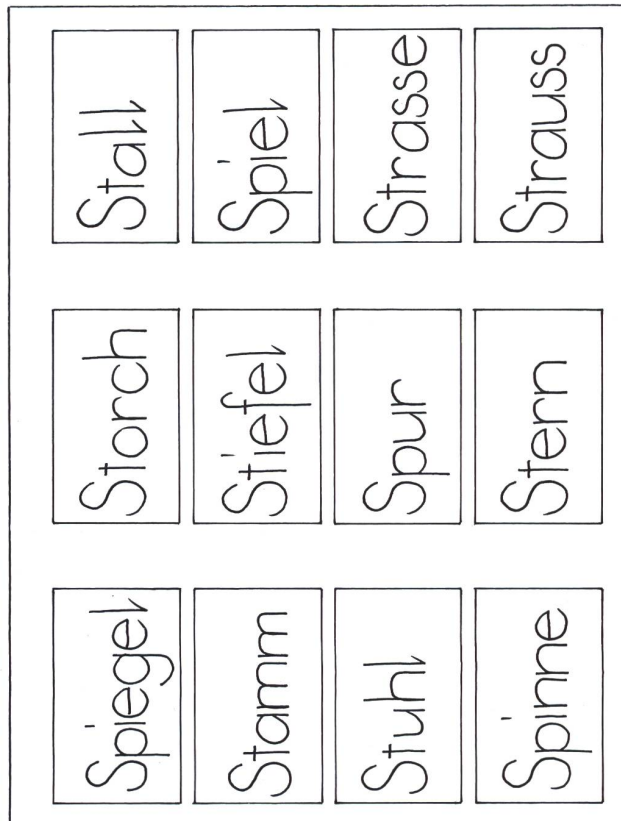 Spiegel
Storch
Stall
Stamm
Stiefel
Spiel
Stuhl
Spur
Strasse
Spinne
Stern
Strauss